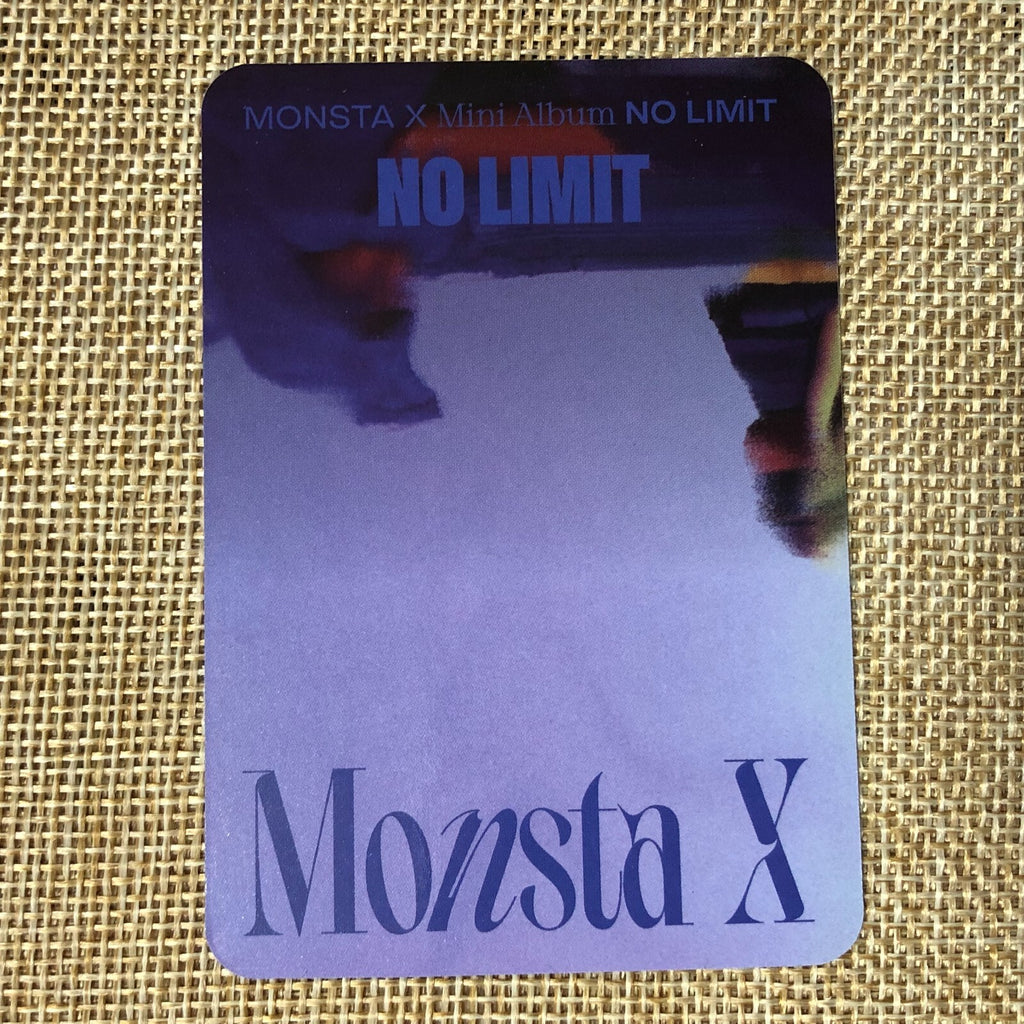 MONSTA X Mini Album NO LIMIT
NO LIMIT
Monsta X